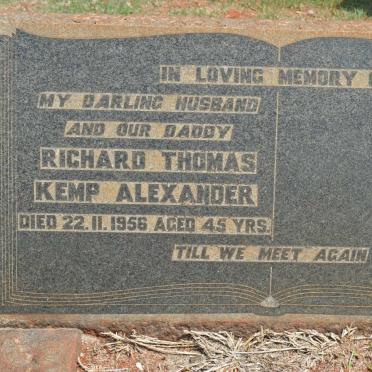 IN LOVING MEMORY
MY DARLING HUSBAND
AND OUR DADDY
RICHARD THOMAS
KEMP ALEXANDER
DIED 22.11.1956 AGED 45 YRS.
TILL WE MEET AGAIN